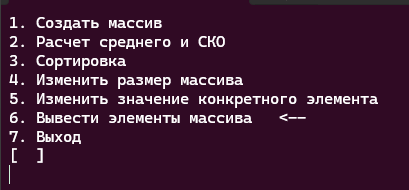 1. Создать массив
2. Расчет среднего и СКО
3. Сортировка
4. Изменить размер массива
5. Изменить значение конкретного элемента
6. Вывести элементы массива   <--
7. Выход
[  ]